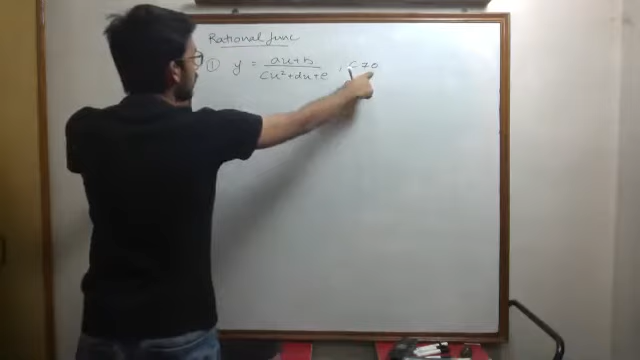 Rational func
① y = ax+b / cx²+dx+e , c≠0